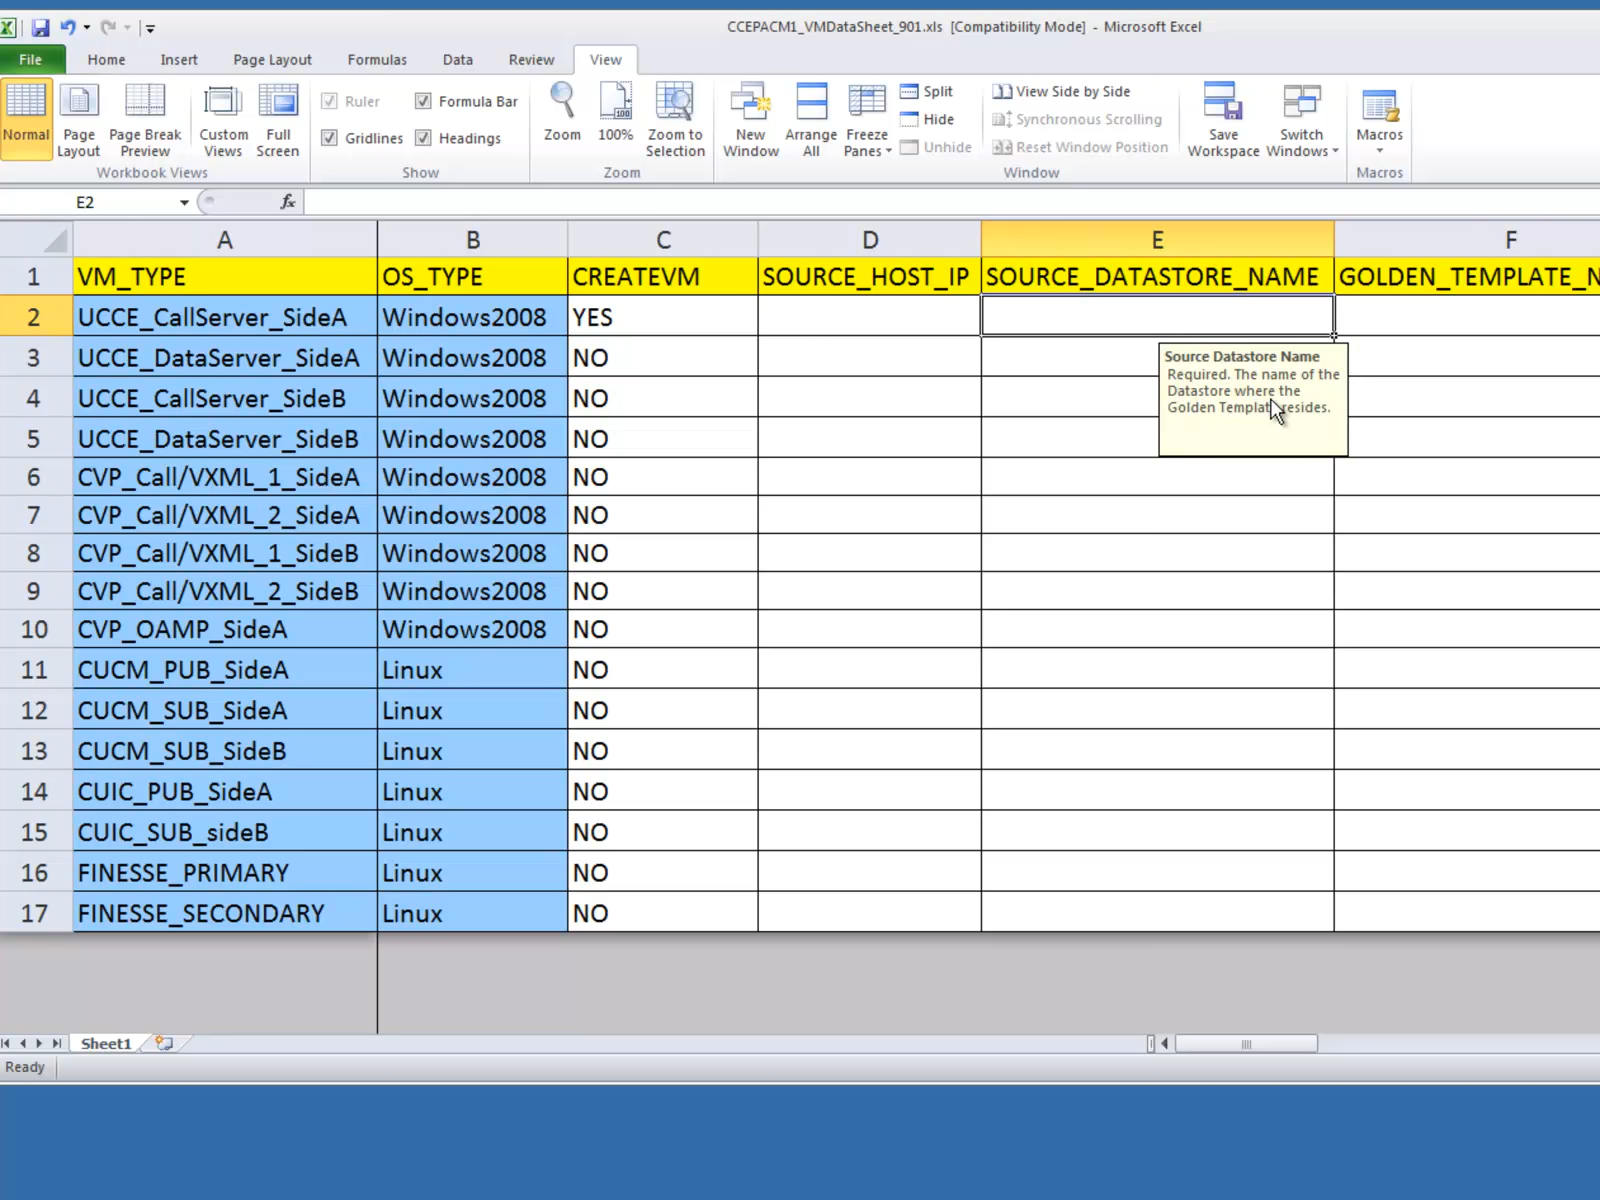 CCEPACM1_VMDataSheet_901.xls [Compatibility Mode] - Microsoft Excel
File Home Insert Page Layout Formulas Data Review View
Normal
Page Layout
Page Break Preview
Custom Views
Full Screen
Workbook Views
Ruler
Formula Bar
Gridlines
Headings
Show
Zoom
100%
Zoom to Selection
Zoom
New Window
Arrange All
Freeze Panes
Split
Hide
Unhide
View Side by Side
Synchronous Scrolling
Reset Window Position
Save Workspace
Switch Windows
Window
Macros
Macros
E2 fx
A B C D E F
1 VM_TYPE OS_TYPE CREATEVM SOURCE_HOST_IP SOURCE_DATASTORE_NAME GOLDEN_TEMPLATE_N
2 UCCE_CallServer_SideA Windows2008 YES
3 UCCE_DataServer_SideA Windows2008 NO
4 UCCE_CallServer_SideB Windows2008 NO
5 UCCE_DataServer_SideB Windows2008 NO
6 CVP_Call/VXML_1_SideA Windows2008 NO
7 CVP_Call/VXML_2_SideA Windows2008 NO
8 CVP_Call/VXML_1_SideB Windows2008 NO
9 CVP_Call/VXML_2_SideB Windows2008 NO
10 CVP_OAMP_SideA Windows2008 NO
11 CUCM_PUB_SideA Linux NO
12 CUCM_SUB_SideA Linux NO
13 CUCM_SUB_SideB Linux NO
14 CUIC_PUB_SideA Linux NO
15 CUIC_SUB_sideB Linux NO
16 FINESSE_PRIMARY Linux NO
17 FINESSE_SECONDARY Linux NO
Source Datastore Name
Required. The name of the
Datastore where the
Golden Template resides.
Sheet1
Ready